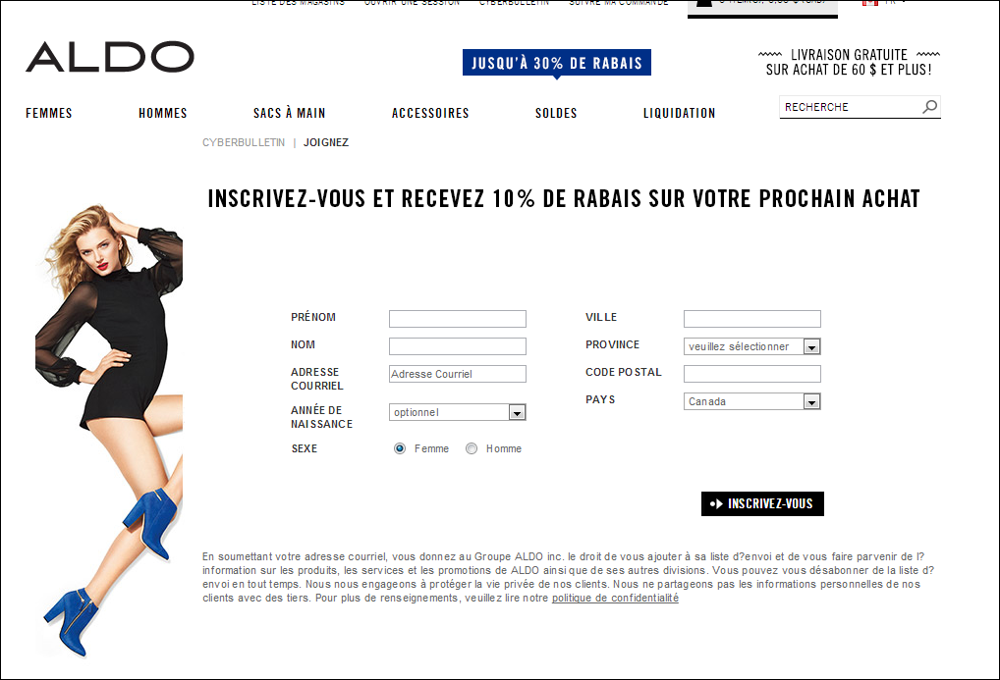 LISTE DES MAGASINS OUVRIR UNE SESSION CYBERBULLETIN SUIVRE MA COMMANDE
ALDO
JUSQU'À 30% DE RABAIS
LIVRAISON GRATUITE
SUR ACHAT DE 60 $ ET PLUS!
FEMMES HOMMES SACS À MAIN ACCESSOIRES SOLDES LIQUIDATION RECHERCHE
CYBERBULLETIN | JOIGNEZ
INSCRIVEZ-VOUS ET RECEVEZ 10% DE RABAIS SUR VOTRE PROCHAIN ACHAT
PRÉNOM
NOM
ADRESSE
COURRIEL
Adresse Courriel
ANNÉE DE
NAISSANCE
optionnel
SEXE
Femme Homme
VILLE
PROVINCE veuillez sélectionner
CODE POSTAL
PAYS Canada
INSCRIVEZ-VOUS
En soumettant votre adresse courriel, vous donnez au Groupe ALDO inc. le droit de vous ajouter à sa liste d?envoi et de vous faire parvenir de l?
information sur les produits, les services et les promotions de ALDO ainsi que de ses autres divisions. Vous pouvez vous désabonner de la liste d?
envoi en tout temps. Nous nous engageons à protéger la vie privée de nos clients. Nous ne partageons pas les informations personnelles de nos
clients avec des tiers. Pour plus de renseignements, veuillez lire notre politique de confidentialité